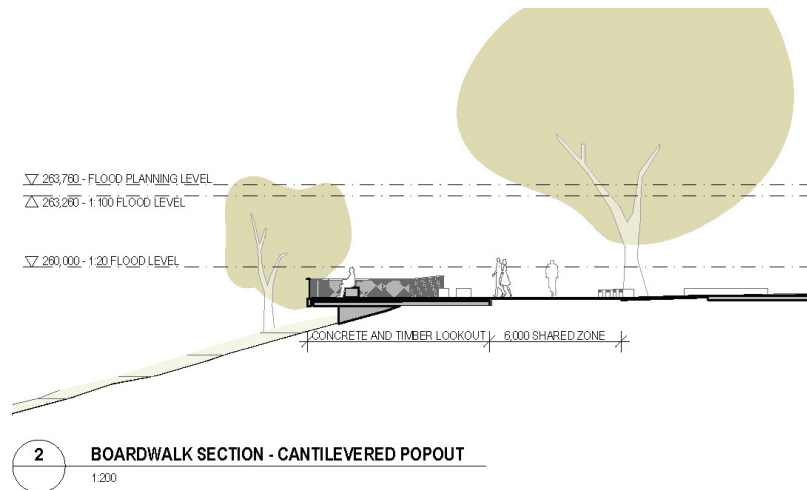 263,760 - FLOOD PLANNING LEVEL
263,260 - 1:100 FLOOD LEVEL
260,000 - 1:20 FLOOD LEVEL
CONCRETE AND TIMBER LOOKOUT
6,000 SHARED ZONE
2
BOARDWALK SECTION - CANTILEVERED POPOUT
1:200